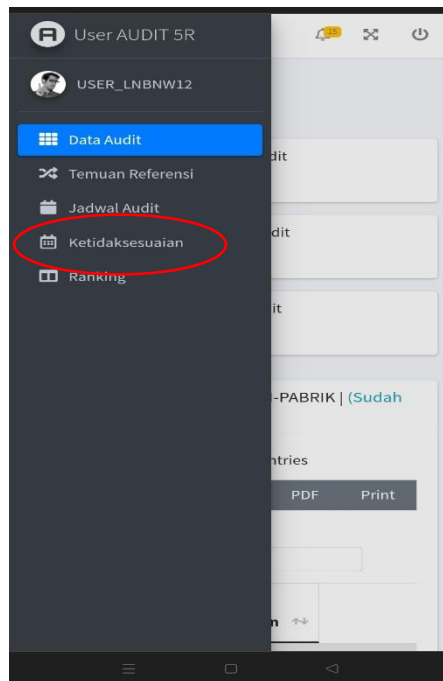 User AUDIT 5R
15
USER_LNBNW12
Data Audit
dit
Temuan Referensi
Jadwal Audit
dit
Ketidaksesuaian
Ranking
it
-PABRIK | (Sudah
ntries
PDF Print
n